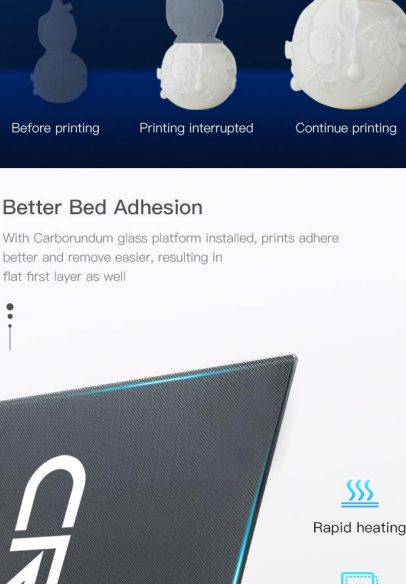 Before printing
Printing interrupted
Continue printing
Better Bed Adhesion
With Carborundum glass platform installed, prints adhere
better and remove easier, resulting in
flat first layer as well
CR
Rapid heating